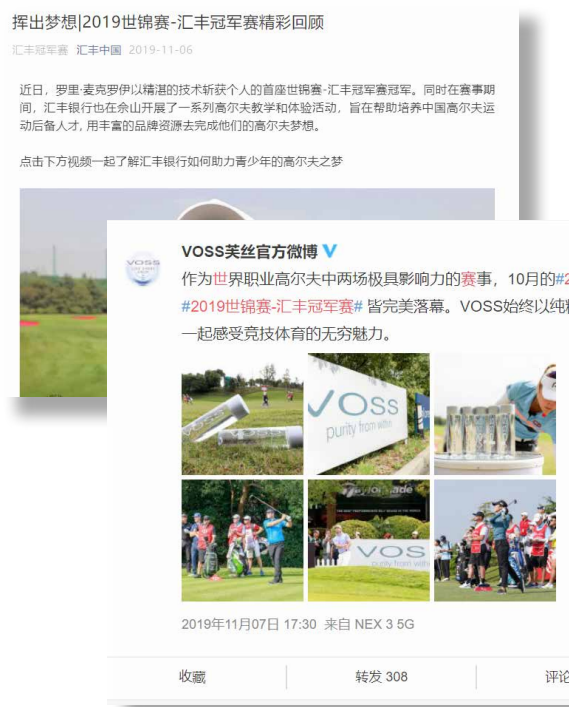 挥出梦想|2019世锦赛-汇丰冠军赛精彩回顾
汇丰冠军赛 汇丰中国 2019-11-06
近日，罗里·麦克罗伊以精湛的技术斩获个人的首座世锦赛-汇丰冠军赛冠军。同时在赛事期
间，汇丰银行也在佘山开展了一系列高尔夫教学和体验活动，旨在帮助培养中国高尔夫运
动后备人才, 用丰富的品牌资源去完成他们的高尔夫梦想。
点击下方视频一起了解汇丰银行如何助力青少年的高尔夫之梦
VOSS
VOSS芙丝官方微博
作为世界职业高尔夫中两场极具影响力的赛事，10月的#2
#2019世锦赛-汇丰冠军赛# 皆完美落幕。VOSS始终以纯
一起感受竞技体育的无穷魅力。
VOSS
purity from within
TaylorMade
VOS
purity from with
2019年11月07日 17:30 来自 NEX 3 5G
收藏
转发 308
评论